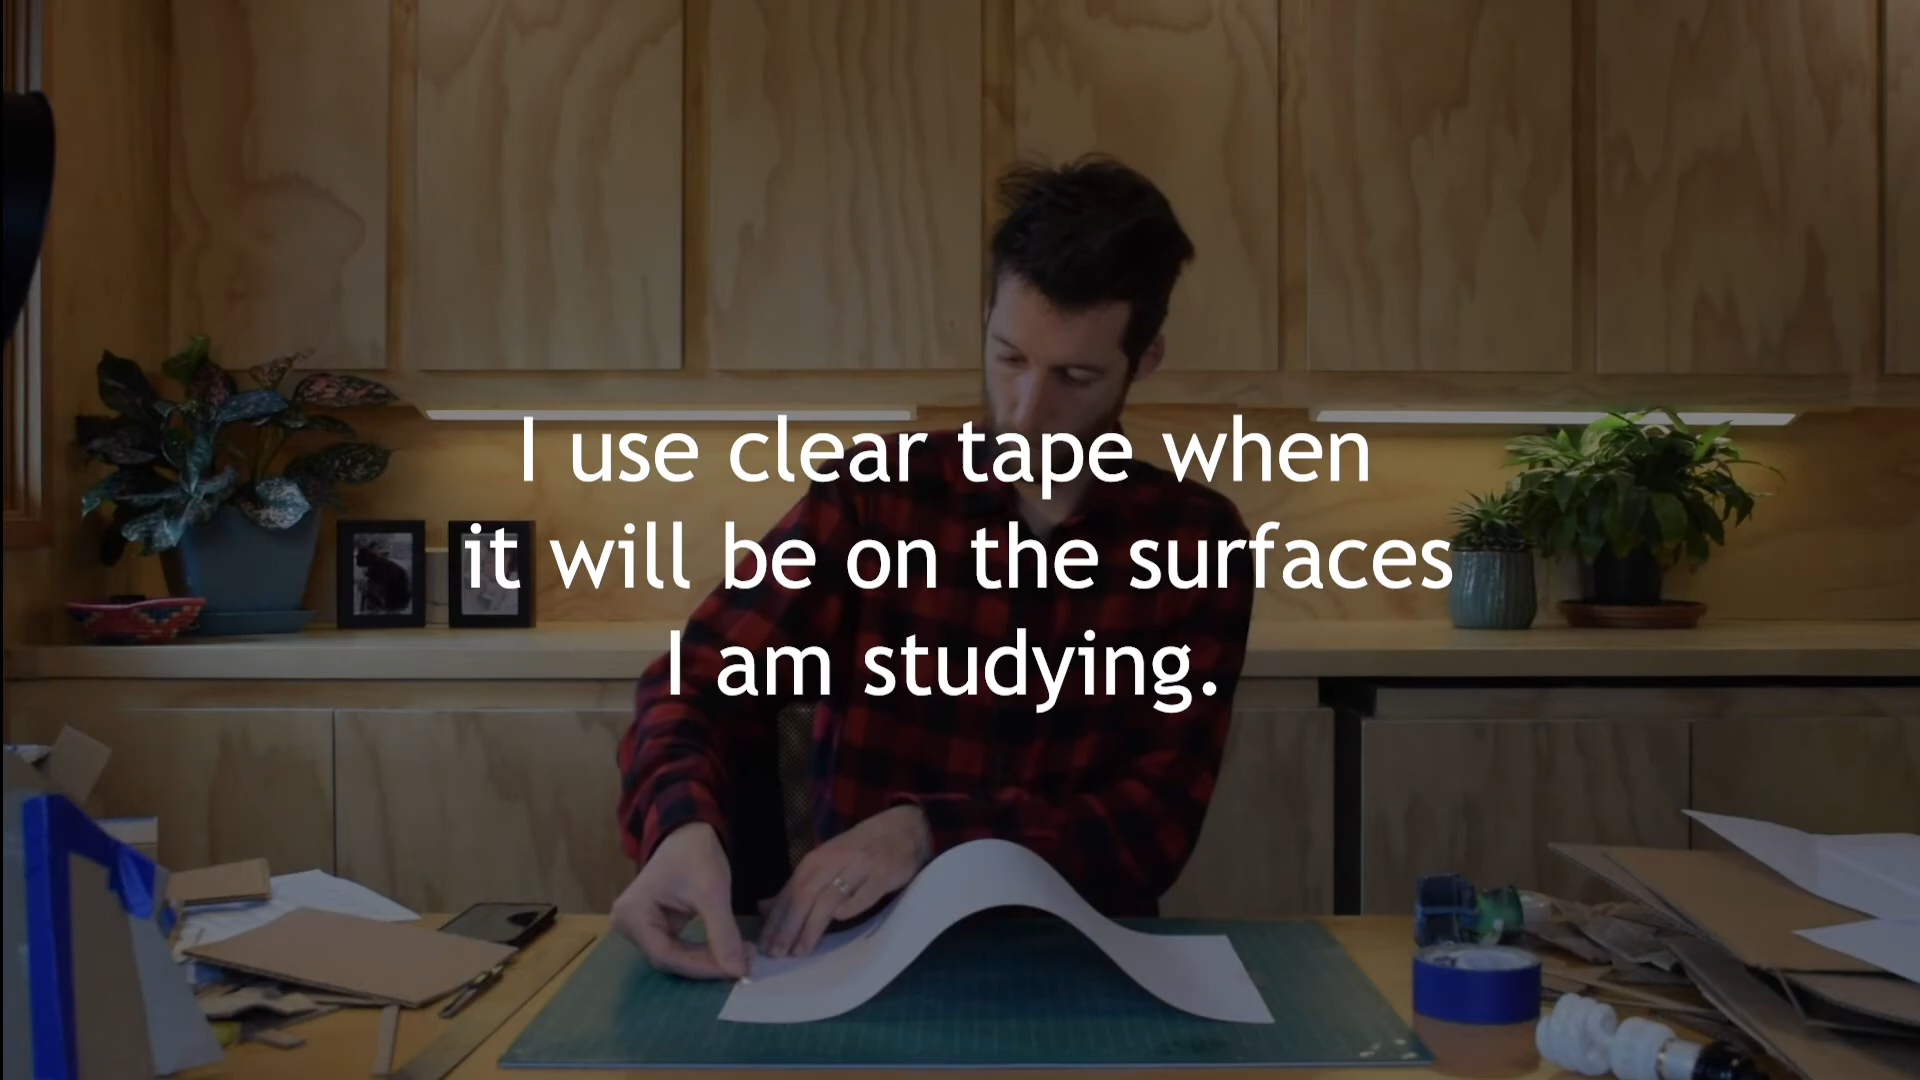 I use clear tape when
it will be on the surfaces
I am studying.